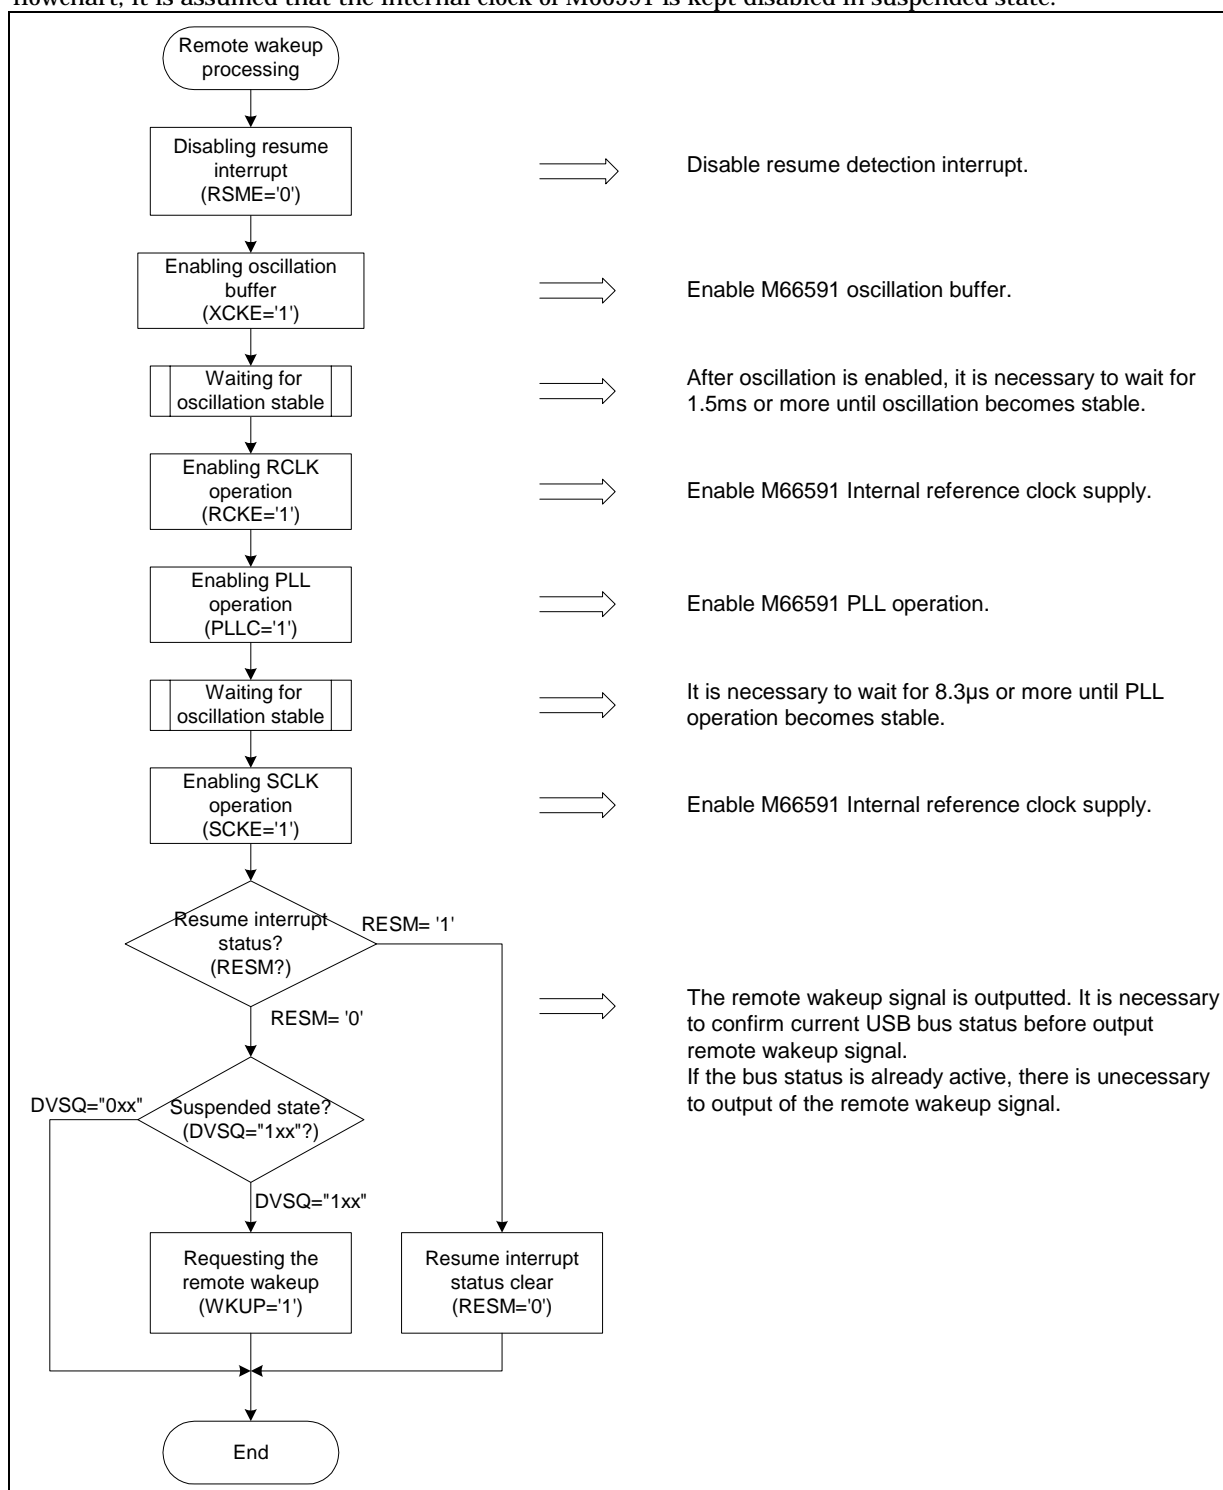 flowchart, it is assumed that the internal clock of M66591 is kept disabled in suspended state.
Remote wakeup
processing
Disabling resume
interrupt
(RSME='0')
Disable resume detection interrupt.
Enabling oscillation
buffer
(XCKE='1')
Enable M66591 oscillation buffer.
Waiting for
oscillation stable
After oscillation is enabled, it is necessary to wait for
1.5ms or more until oscillation becomes stable.
Enabling RCLK
operation
(RCKE='1')
Enable M66591 Internal reference clock supply.
Enabling PLL
operation
(PLLC='1')
Enable M66591 PLL operation.
Waiting for
oscillation stable
It is necessary to wait for 8.3µs or more until PLL
operation becomes stable.
Enabling SCLK
operation
(SCKE='1')
Enable M66591 Internal reference clock supply.
Resume interrupt
status?
(RESM?)
RESM= '1'
RESM= '0'
The remote wakeup signal is outputted. It is necessary
to confirm current USB bus status before output
remote wakeup signal.
If the bus status is already active, there is unecessary
to output of the remote wakeup signal.
DVSQ="0xx"
Suspended state?
(DVSQ="1xx"?)
DVSQ="1xx"
Requesting the
remote wakeup
(WKUP='1')
Resume interrupt
status clear
(RESM='0')
End